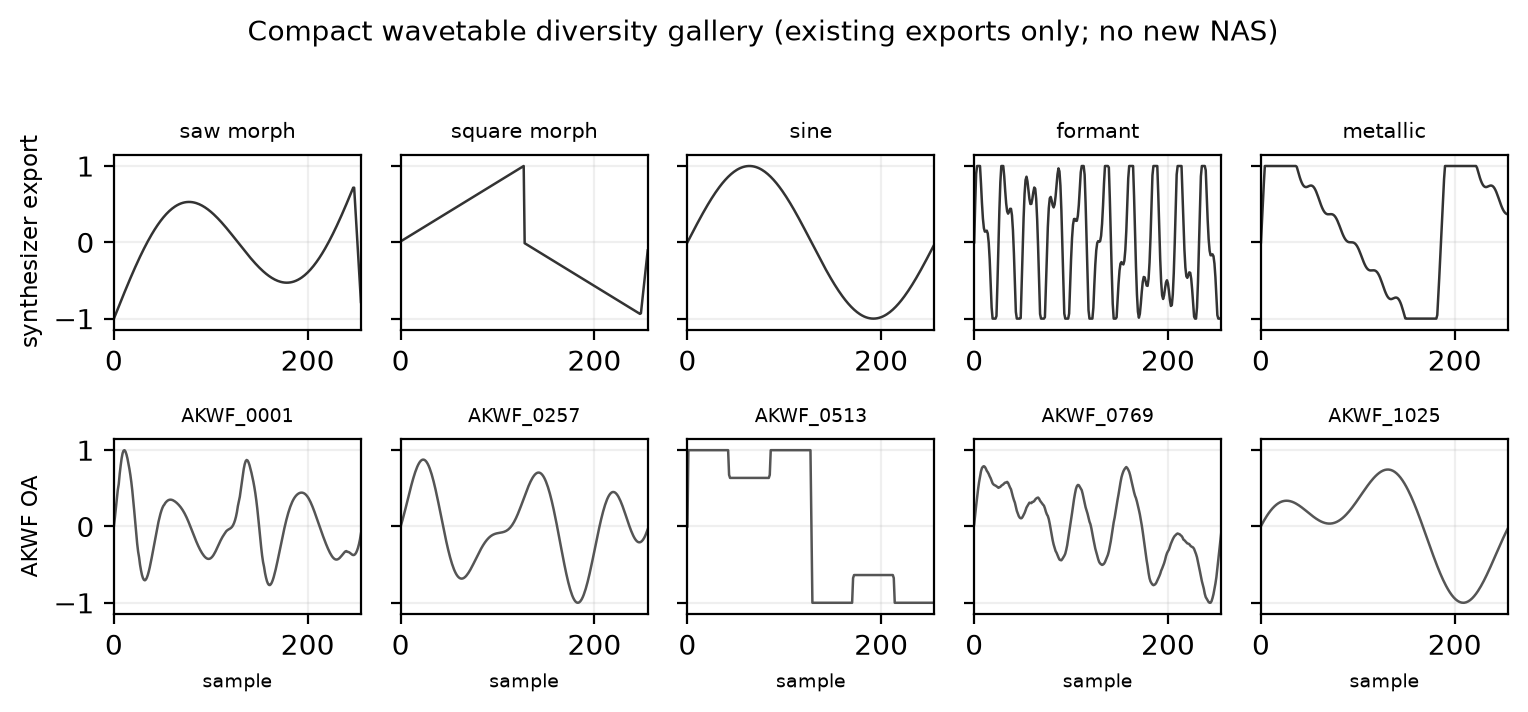 Compact wavetable diversity gallery (existing exports only; no new NAS)
saw morph
square morph
sine
formant
metallic
synthesizer export
1
0
−1
0 200
0 200
0 200
0 200
0 200
AKWF_0001
AKWF_0257
AKWF_0513
AKWF_0769
AKWF_1025
AKWF OA
1
0
−1
0 200
0 200
0 200
0 200
0 200
sample
sample
sample
sample
sample